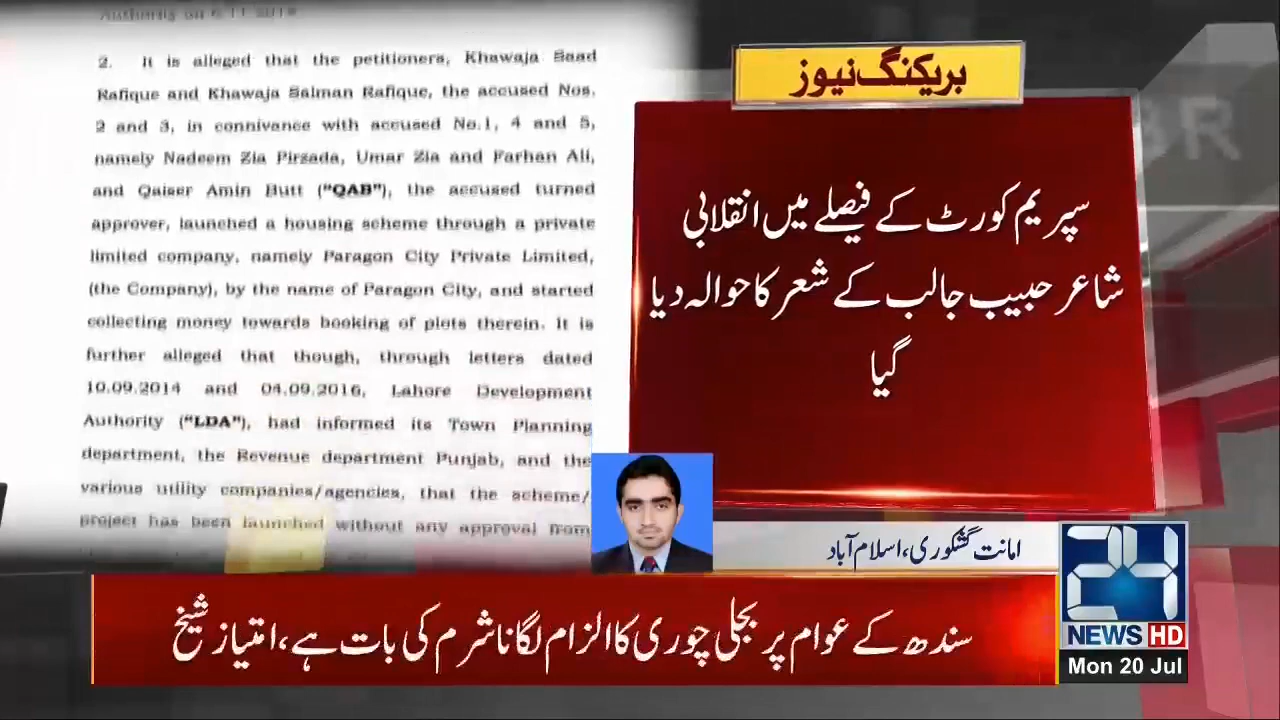 Authority on 6.11.2018.
2. It is alleged that the petitioners, Khawaja Saad
Rafique and Khawaja Salman Rafique, the accused Nos.
2 and 3, in connivance with accused No.1, 4 and 5,
namely Nadeem Zia Pirzada, Umar Zia and Farhan Ali,
and Qaiser Amin Butt ("QAB"), the accused turned
approver, launched a housing scheme through a private
limited company, namely Paragon City Private Limited,
(the Company), by the name of Paragon City, and started
collecting money towards booking of plots therein. It is
further alleged that though, through letters dated
10.09.2014 and 04.09.2016, Lahore Development
Authority ("LDA"), had informed its Town Planning
department, the Revenue department Punjab, and the
various utility companies/agencies, that the scheme/
project has been launched without any approval from
بریکنگ نیوز
سپریم کورٹ کے فیصلے میں انقلابی
شاعر حبیب جالب کے شعر کا حوالہ دیا
گیا
امانت گشکوری، اسلام آباد
سندھ کے عوام پر بجلی چوری کا الزام لگانا شرم کی بات ہے، امتیاز شیخ
24
NEWS HD
Mon 20 Jul